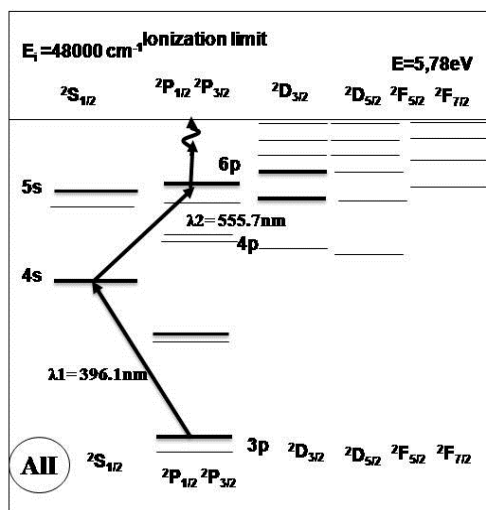 Ionization limit
Eᵢ =48000 cm⁻¹
E=5,78eV
²S₁/₂ ²P₁/₂ ²P₃/₂ ²D₃/₂ ²D₅/₂ ²F₅/₂ ²F₇/₂
6p
5s
λ2=555.7nm
4p
4s
λ1=396.1nm
3p ²D₃/₂ ²D₅/₂ ²F₅/₂ ²F₇/₂
AlI ²S₁/₂
²P₁/₂ ²P₃/₂